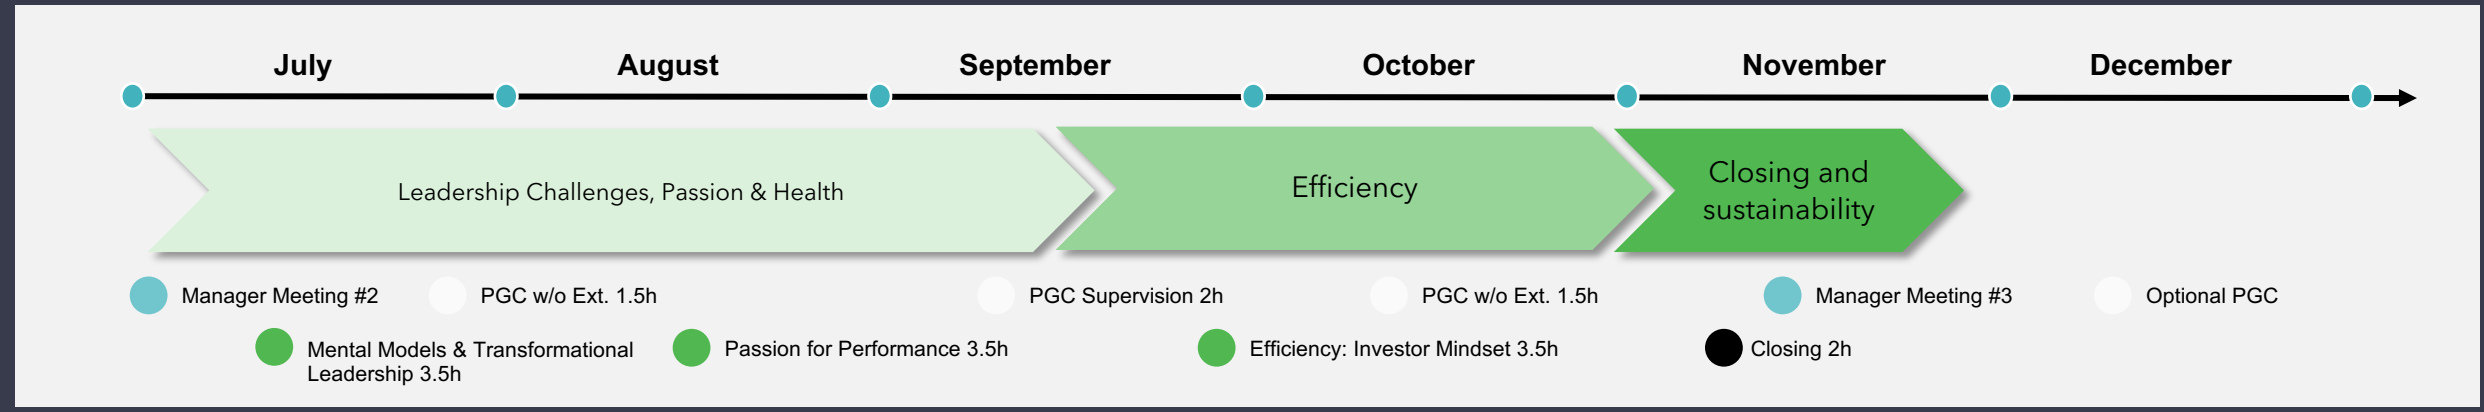 July
August
September
October
November
December
Leadership Challenges, Passion & Health
Efficiency
Closing and
sustainability
Manager Meeting #2
PGC w/o Ext. 1.5h
PGC Supervision 2h
PGC w/o Ext. 1.5h
Manager Meeting #3
Optional PGC
Mental Models & Transformational
Leadership 3.5h
Passion for Performance 3.5h
Efficiency: Investor Mindset 3.5h
Closing 2h